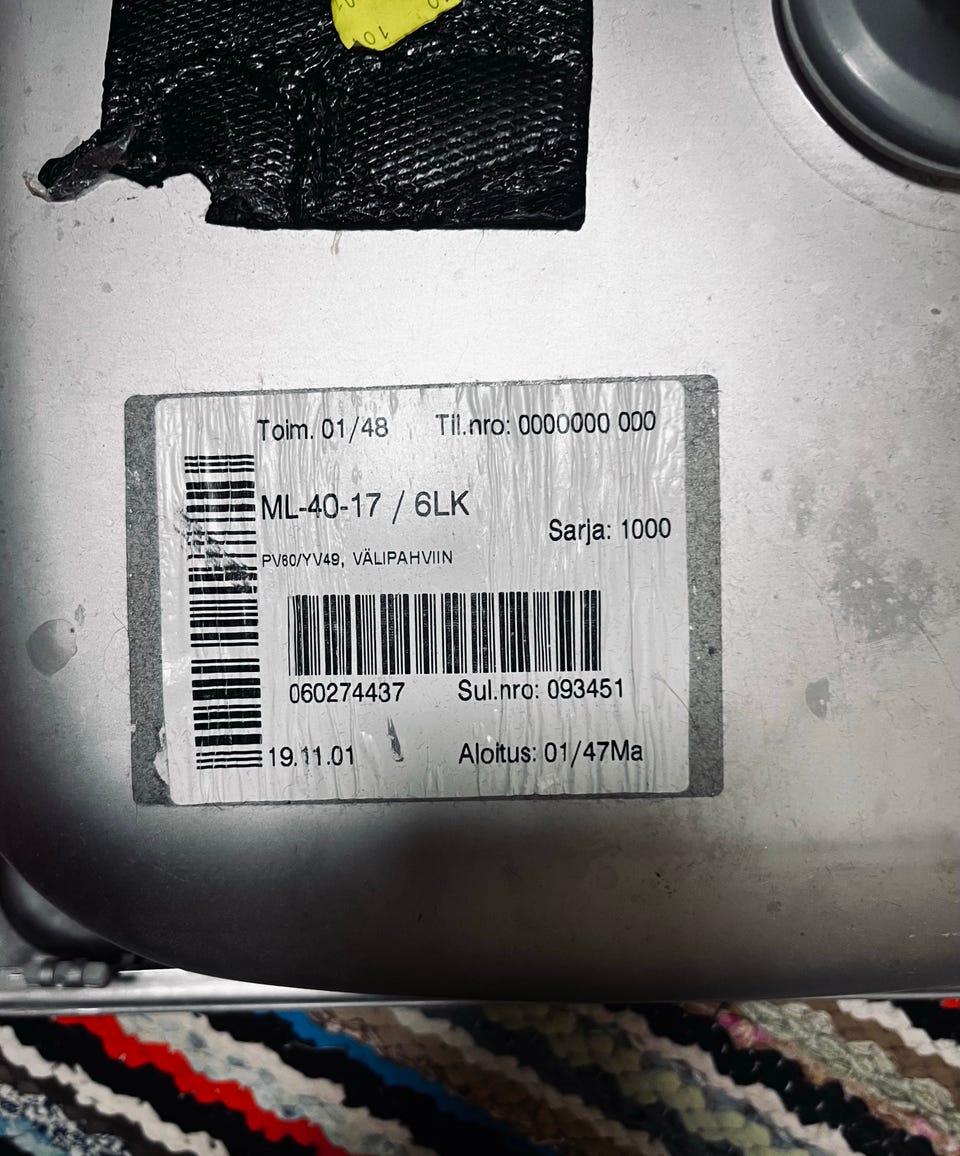 Toim. 01/48 Til.nro: 0000000 000
ML-40-17 / 6LK
Sarja: 1000
PV60/YV49, VÄLIPAHVIIN
060274437 Sul.nro: 093451
19.11.01 Aloitus: 01/47Ma